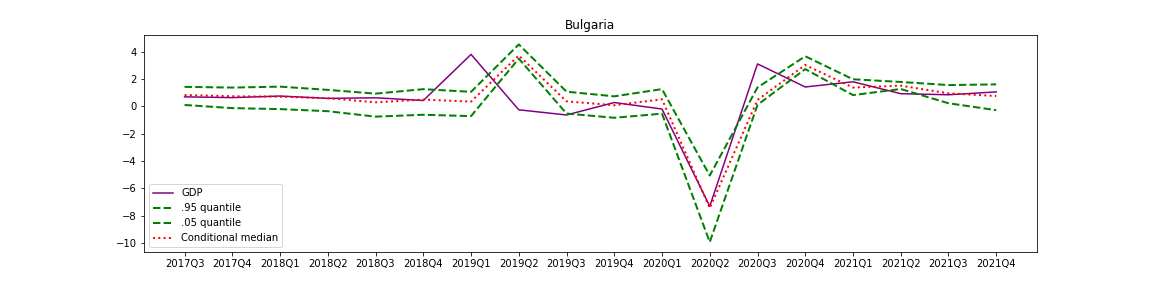 Bulgaria
4
2
0
−2
−4
−6
−8
−10
GDP
.95 quantile
.05 quantile
Conditional median
2017Q3 2017Q4 2018Q1 2018Q2 2018Q3 2018Q4 2019Q1 2019Q2 2019Q3 2019Q4 2020Q1 2020Q2 2020Q3 2020Q4 2021Q1 2021Q2 2021Q3 2021Q4